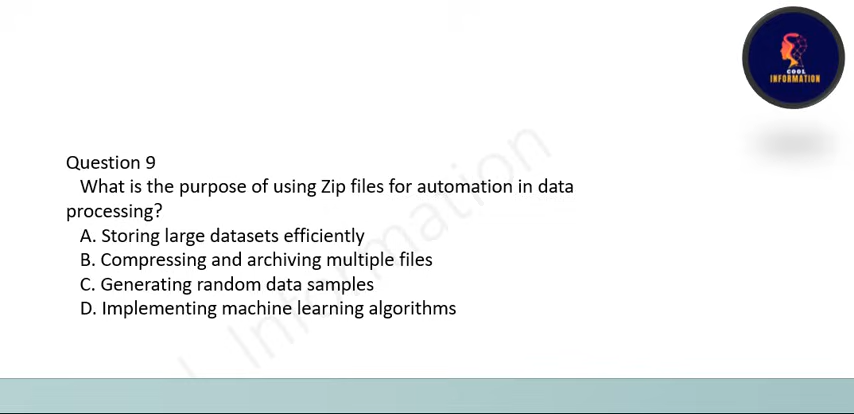 COOL
INFORMATION
Question 9
What is the purpose of using Zip files for automation in data
processing?
A. Storing large datasets efficiently
B. Compressing and archiving multiple files
C. Generating random data samples
D. Implementing machine learning algorithms
l Information